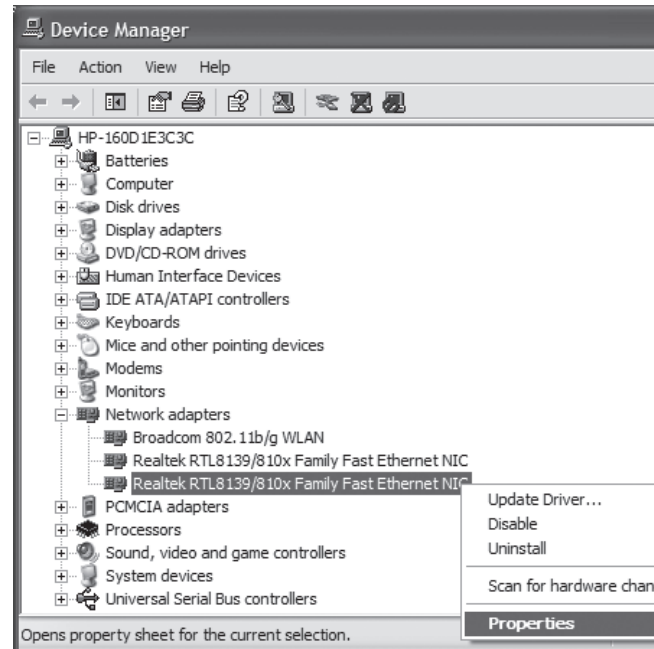 Device Manager
File Action View Help
HP-160D1E3C3C
Batteries
Computer
Disk drives
Display adapters
DVD/CD-ROM drives
Human Interface Devices
IDE ATA/ATAPI controllers
Keyboards
Mice and other pointing devices
Modems
Monitors
Network adapters
Broadcom 802.11b/g WLAN
Realtek RTL8139/810x Family Fast Ethernet NIC
Realtek RTL8139/810x Family Fast Ethernet NIC
PCMCIA adapters
Processors
Sound, video and game controllers
System devices
Universal Serial Bus controllers
Update Driver...
Disable
Uninstall
Scan for hardware chan
Properties
Opens property sheet for the current selection.